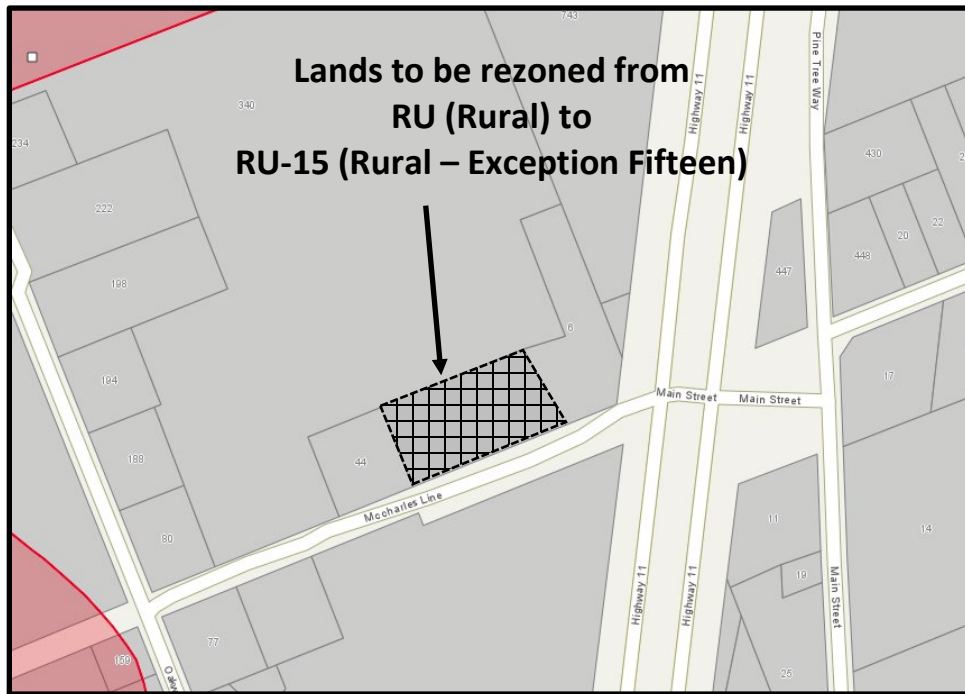 743
Lands to be rezoned from
RU (Rural) to
RU-15 (Rural – Exception Fifteen)
340
234
222
198
194
188
80
44
6
Highway 11
Highway 11
Pine Tree Way
430
22
20
448
447
17
Main Street
Main Street
Mccharles Line
77
11
19
14
Main Street
Highway 11
Highway 11
25